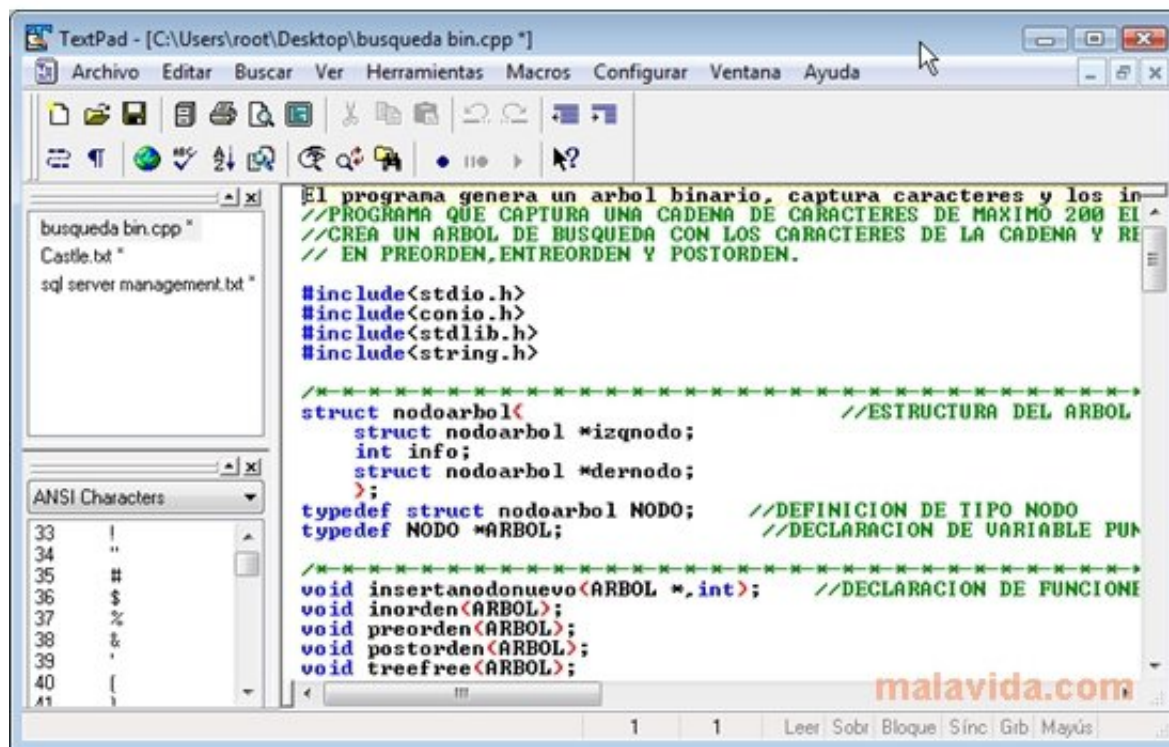 TextPad - [C:\Users\root\Desktop\busqueda bin.cpp *]
Archivo Editar Buscar Ver Herramientas Macros Configurar Ventana Ayuda
busqueda bin.cpp *
Castle.txt *
sql server management.txt *
ANSI Characters
33 !
34 "
35 #
36 $
37 %
38 &
39 '
40 (
41 )
El programa genera un arbol binario, captura caracteres y los in
//PROGRAMA QUE CAPTURA UNA CADENA DE CARACTERES DE MAXIMO 200 EL
//CREA UN ARBOL DE BUSQUEDA CON LOS CARACTERES DE LA CADENA Y RE
// EN PREORDEN,ENTREORDEN Y POSTORDEN.
#include<stdio.h>
#include<conio.h>
#include<stdlib.h>
#include<string.h>
/*-*-*-*-*-*-*-*-*-*-*-*-*-*-*-*-*-*-*-*-*-*-*-*-*-*-*-*-*-*-*-*
struct nodoarbol{ //ESTRUCTURA DEL ARBOL
struct nodoarbol *izqnodo;
int info;
struct nodoarbol *dernodo;
};
typedef struct nodoarbol NODO; //DEFINICION DE TIPO NODO
typedef NODO *ARBOL; //DECLARACION DE VARIABLE PUN
/*-*-*-*-*-*-*-*-*-*-*-*-*-*-*-*-*-*-*-*-*-*-*-*-*-*-*-*-*-*-*-*
void insertanodonuevo(ARBOL *,int); //DECLARACION DE FUNCIONE
void inorden(ARBOL);
void preorden(ARBOL);
void postorden(ARBOL);
void treefree(ARBOL);
malavida.com
1 1 Leer Sobr Bloque Sínc Grb Mayús